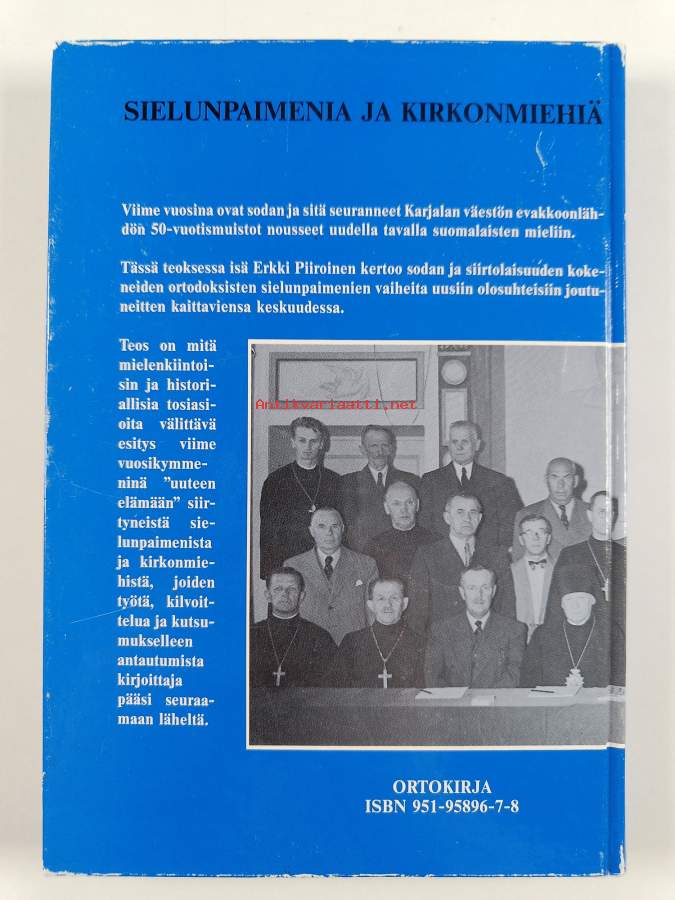 SIELUNPAIMENIA JA KIRKONMIEHIÄ
Viime vuosina ovat sodan ja sitä seuranneet Karjalan väestön evakkoonläh-
dön 50-vuotismuistot nousseet uudella tavalla suomalaisten mieliin.
Tässä teoksessa isä Erkki Piiroinen kertoo sodan ja siirtolaisuuden koke-
neiden ortodoksisten sielunpaimenien vaiheita uusiin olosuhteisiin joutu-
neitten kaittaviensa keskuudessa.
Teos on mitä
mielenkiintoi-
sin ja histori-
allisia tosiasi-
oita välittävä
esitys viime
vuosikymme-
ninä ”uuteen
elämään” siir-
tyneistä sie-
lunpaimenista
ja kirkonmie-
histä, joiden
työtä, kilvoit-
telua ja kutsu-
mukselleen
antautumista
kirjoittaja
pääsi seuraa-
maan läheltä.
Antikvariaatti.net
ORTOKIRJA
ISBN 951-95896-7-8